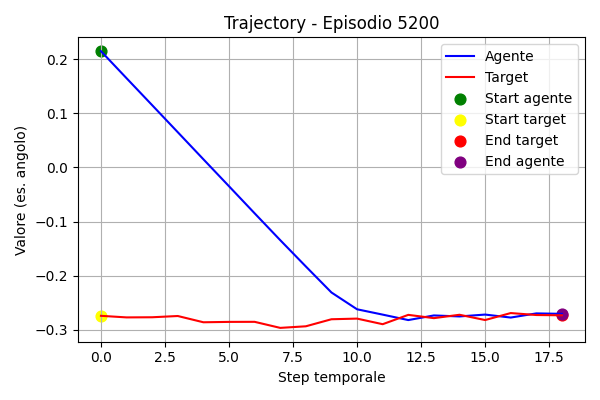 Trajectory - Episodio 5200
Agente
Target
Start agente
Start target
End target
End agente
Valore (es. angolo)
0.2
0.1
0.0
−0.1
−0.2
−0.3
0.0 2.5 5.0 7.5 10.0 12.5 15.0 17.5
Step temporale